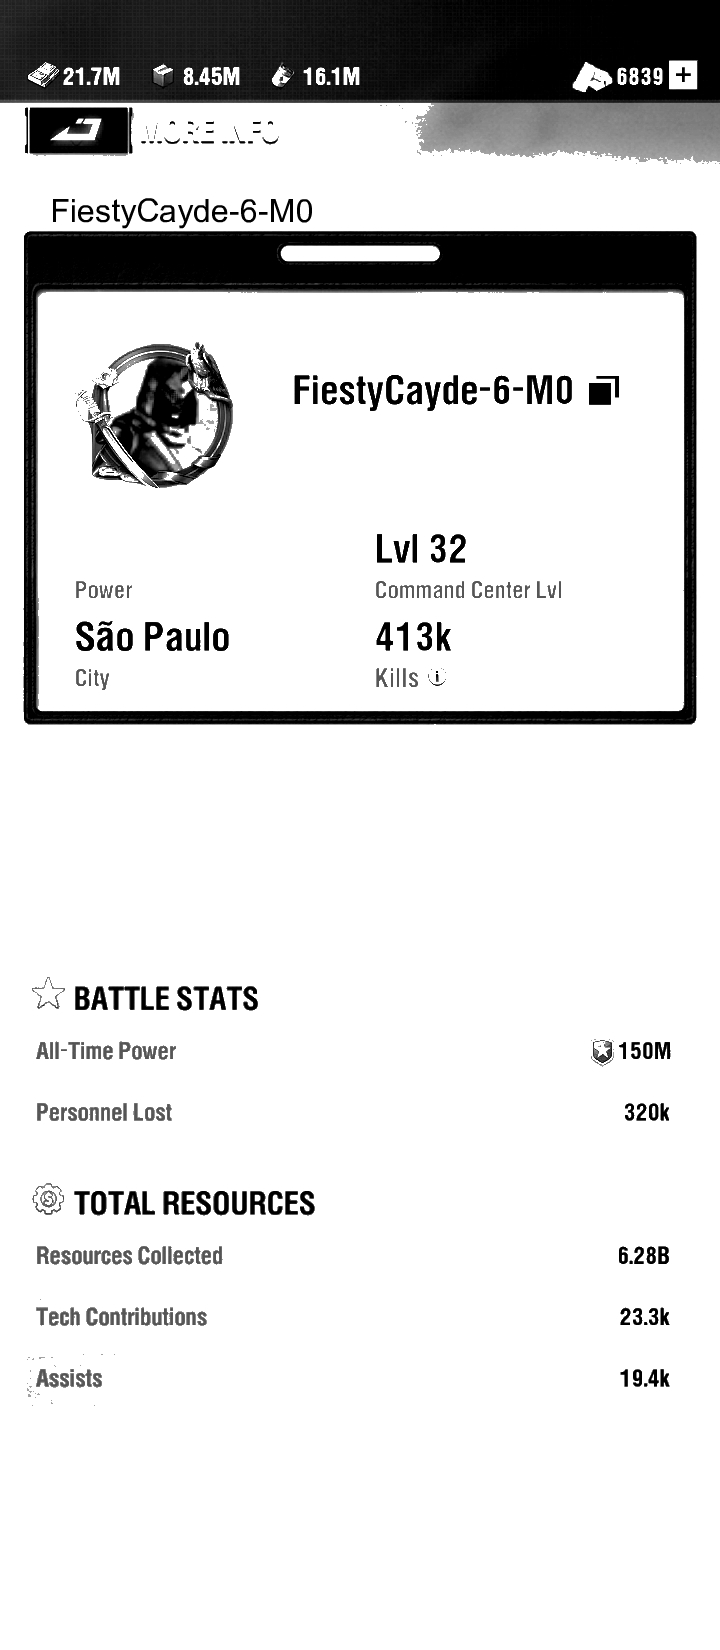 21.7M 8.45M 16.1M 6839 +
MORE INFO
FiestyCayde-6-M0
FiestyCayde-6-M0
Lvl 32
Power Command Center Lvl
São Paulo 413k
City Kills
BATTLE STATS
All-Time Power 150M
Personnel Lost 320k
TOTAL RESOURCES
Resources Collected 6.28B
Tech Contributions 23.3k
Assists 19.4k